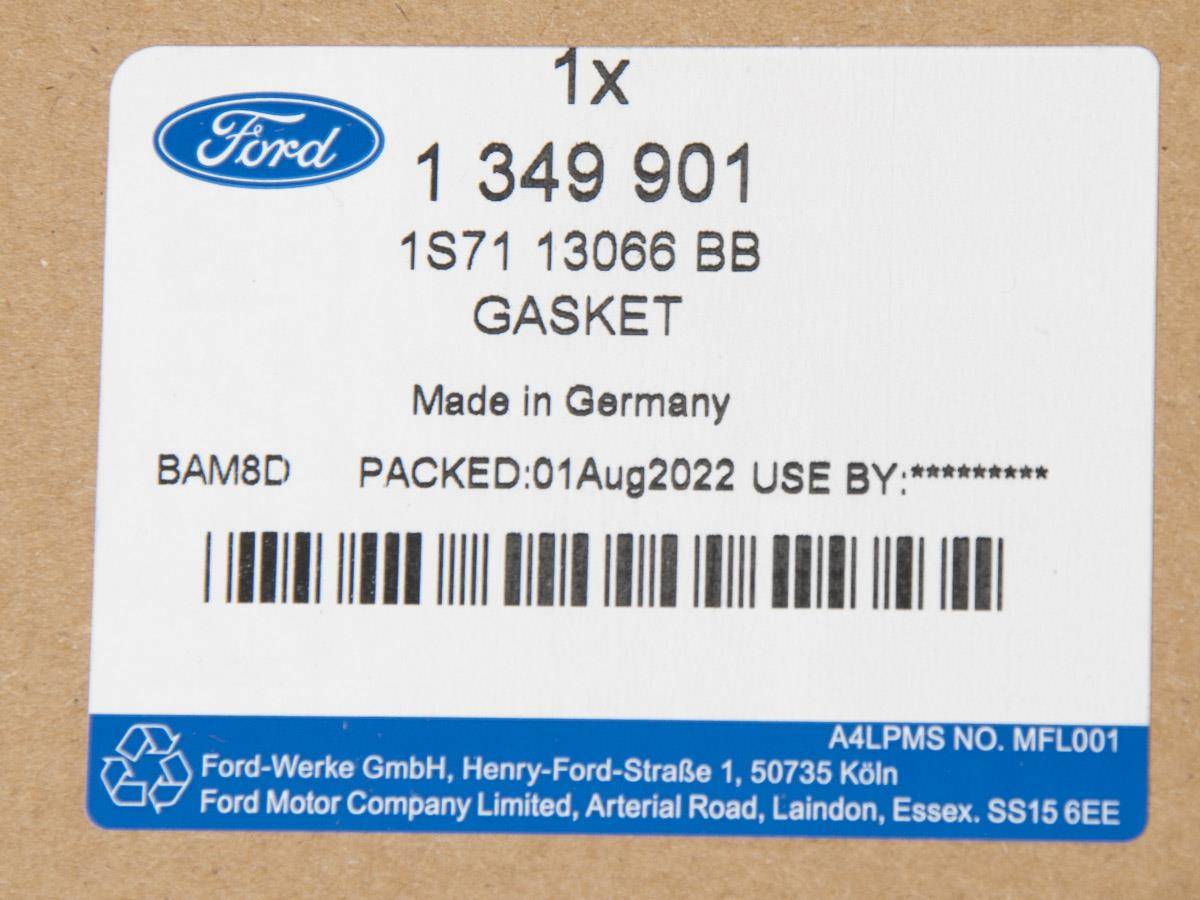 1x
Ford
1 349 901
1S71 13066 BB
GASKET
Made in Germany
BAM8D PACKED:01Aug2022 USE BY:*********
A4LPMS NO. MFL001
Ford-Werke GmbH, Henry-Ford-Straße 1, 50735 Köln
Ford Motor Company Limited, Arterial Road, Laindon, Essex. SS15 6EE